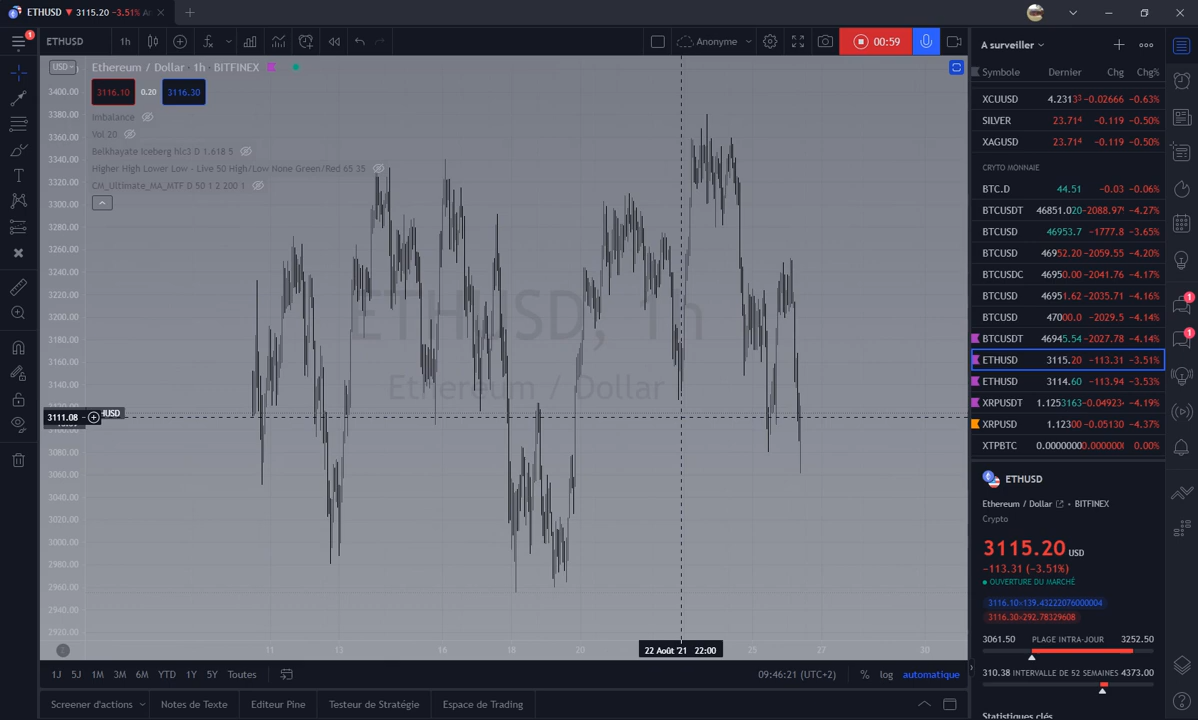 ETHUSD ▼ 3115.20 −3.51%
1
ETHUSD 1h Anonyme 00:59
A surveiller
Symbole Dernier Chg Chg%
USD
Ethereum / Dollar · 1h · BITFINEX
3116.10 0.20 3116.30
Imbalance
Vol 20
Belkhayate Iceberg hlc3 D 1.618 5
Higher High Lower Low - Live 50 High/Low None Green/Red 65 35
CM_Ultimate_MA_MTF D 50 1 2 200 1
3400.00
3380.00
3360.00
3340.00
3320.00
3300.00
3280.00
3260.00
3240.00
3220.00
3200.00
3180.00
3160.00
3140.00
3111.08
HUSD
3080.00
3060.00
3040.00
3020.00
3000.00
2980.00
2960.00
2940.00
2920.00
ETHUSD, 1h
Ethereum / Dollar
11 13 16 18 20 22 Août '21 22:00 25 27 30
1J 5J 1M 3M 6M YTD 1Y 5Y Toutes
09:46:21 (UTC+2) % log automatique
Screener d'actions Notes de Texte Editeur Pine Testeur de Stratégie Espace de Trading
XCUUSD 4.2313³ −0.02666 −0.63%
SILVER 23.71⁴ −0.119 −0.50%
XAGUSD 23.71⁴ −0.119 −0.50%
CRYTO MONNAIE
BTC.D 44.51 −0.03 −0.06%
BTCUSDT 46851.020 −2088.97 −4.27%
BTCUSD 46953.7 −1777.8 −3.65%
BTCUSD 46952.20 −2059.55 −4.20%
BTCUSDC 46950.00 −2041.76 −4.17%
BTCUSD 46951.62 −2035.71 −4.16%
BTCUSD 47000.0 −2029.5 −4.14%
BTCUSDT 46945.54 −2027.78 −4.14%
ETHUSD 3115.20 −113.31 −3.51%
ETHUSD 3114.60 −113.94 −3.53%
XRPUSDT 1.1253163 −0.04923 −4.19%
XRPUSD 1.12300 −0.05130 −4.37%
XTPBTC 0.0000000 0.000000 0.00%
ETHUSD
Ethereum / Dollar • BITFINEX
Crypto
3115.20 USD
−113.31 (−3.51%)
OUVERTURE DU MARCHÉ
3116.10×139.43222076000004
3116.30×292.78329608
3061.50 PLAGE INTRA-JOUR 3252.50
310.38 INTERVALLE DE 52 SEMAINES 4373.00
Statistiques clés
1
1